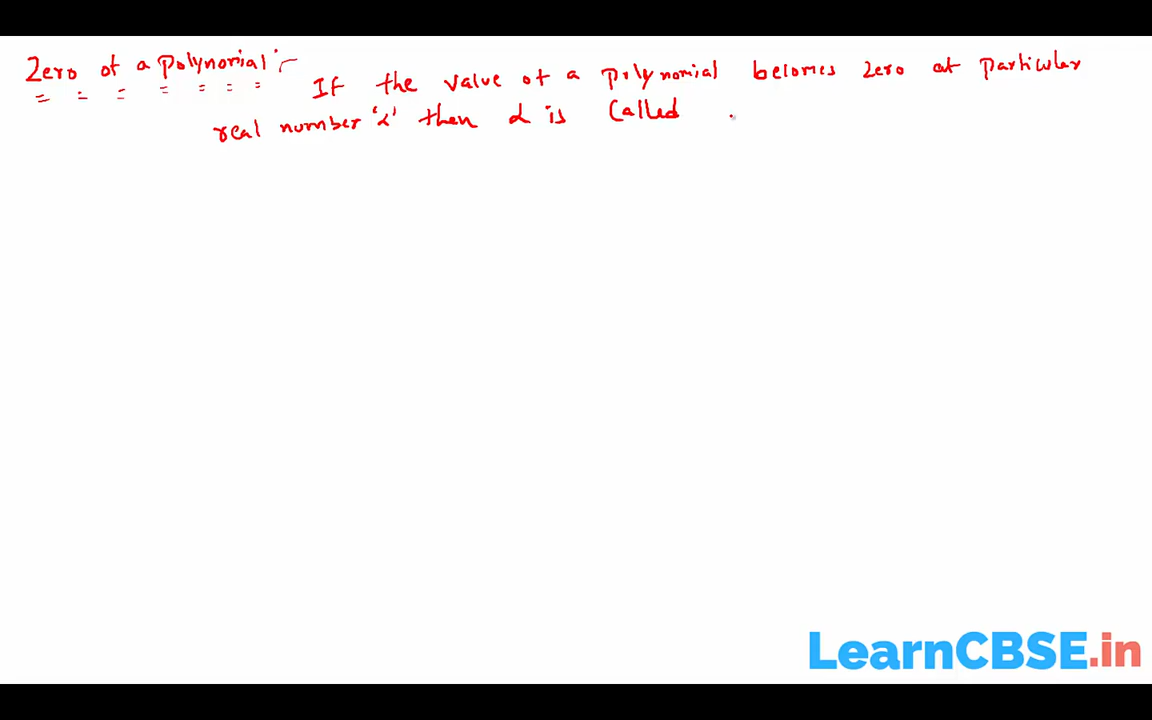 Zero of a polynomial :-
If the value of a polynomial becomes zero at particular
real number 'α' then α is called
LearnCBSE.in